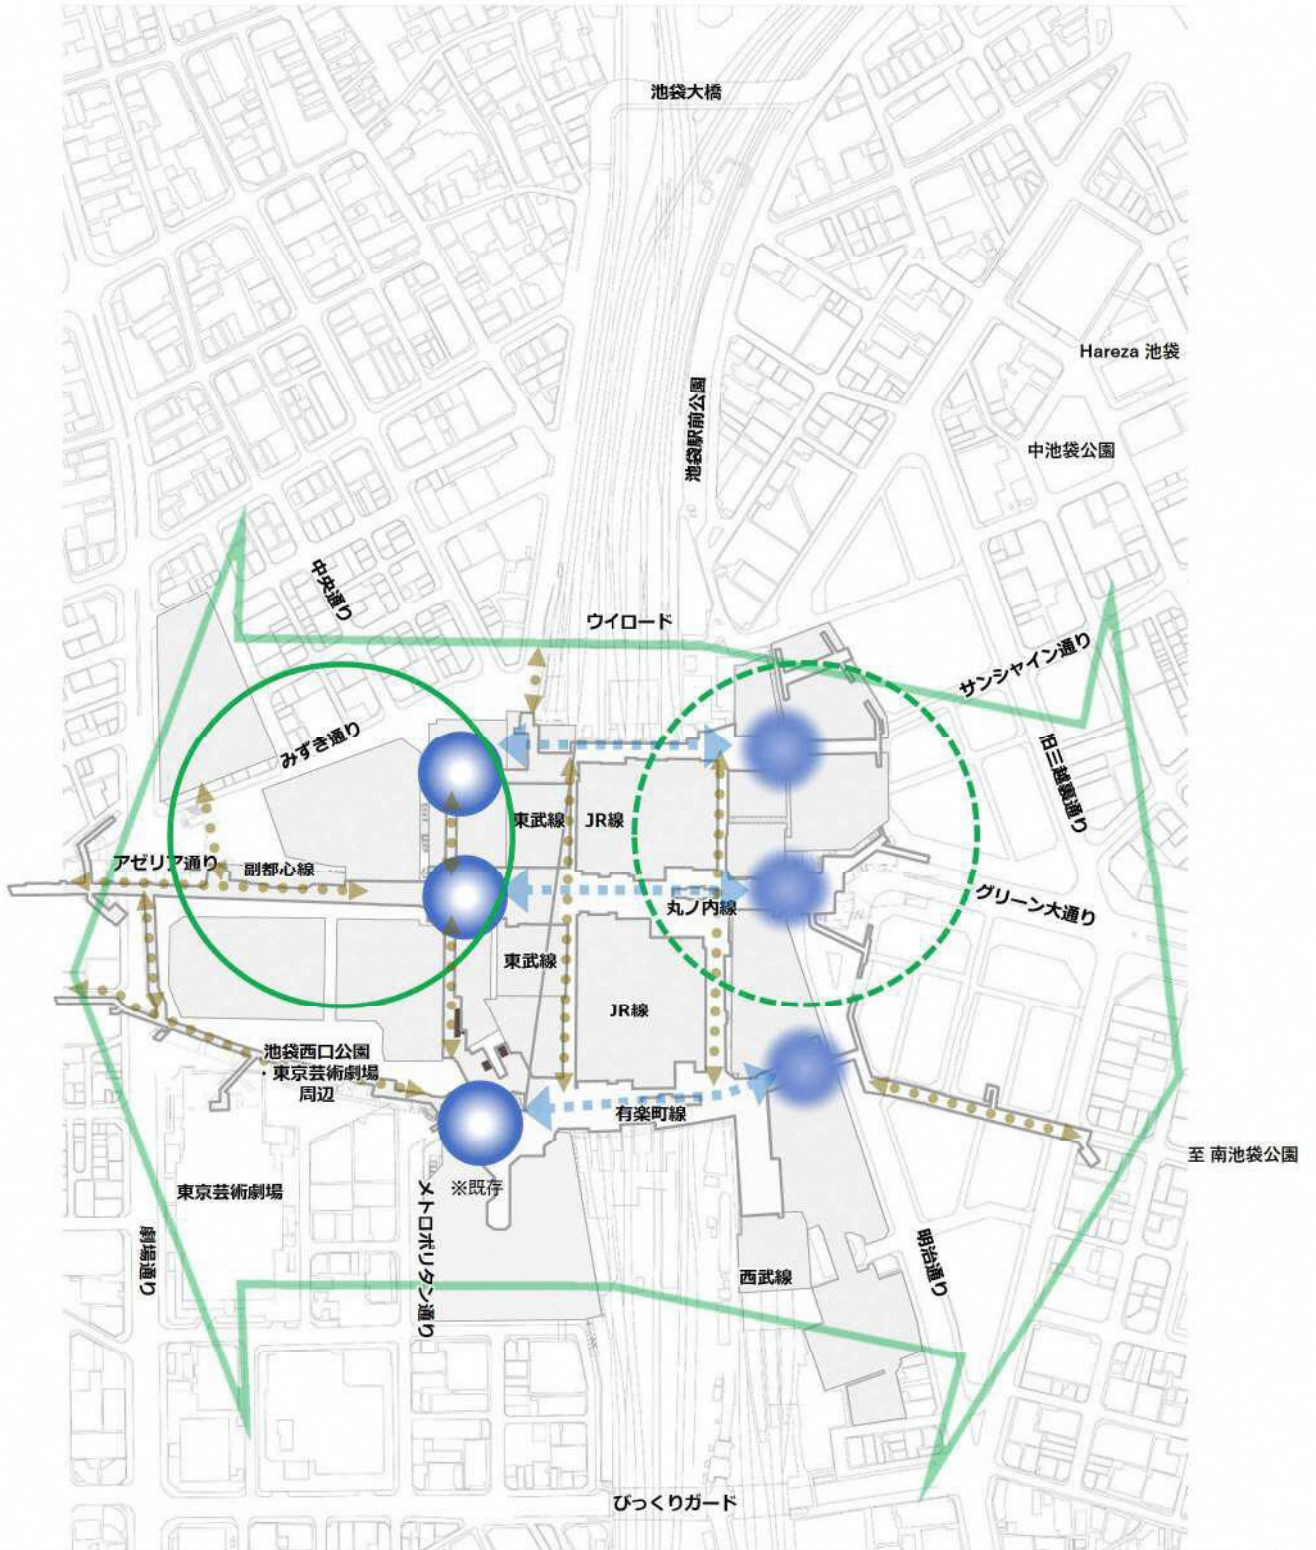 池袋大橋
Hareza 池袋
池袋駅前公園
中池袋公園
中央通り
ウイロード
サンシャイン通り
みずき通り
旧三越裏通り
東武線
JR線
アゼリア通り
副都心線
丸ノ内線
グリーン大通り
東武線
JR線
池袋西口公園
・東京芸術劇場
周辺
有楽町線
至 南池袋公園
東京芸術劇場
※既存
メトロポリタン通り
劇場通り
明治通り
西武線
びっくりガード